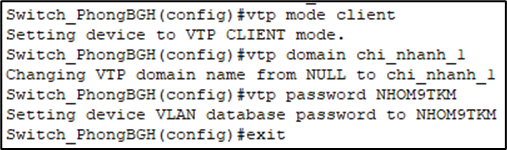 Switch_PhongBGH(config)#vtp mode client
Setting device to VTP CLIENT mode.
Switch_PhongBGH(config)#vtp domain chi_nhanh_1
Changing VTP domain name from NULL to chi_nhanh_1
Switch_PhongBGH(config)#vtp password NHOM9TKM
Setting device VLAN database password to NHOM9TKM
Switch_PhongBGH(config)#exit